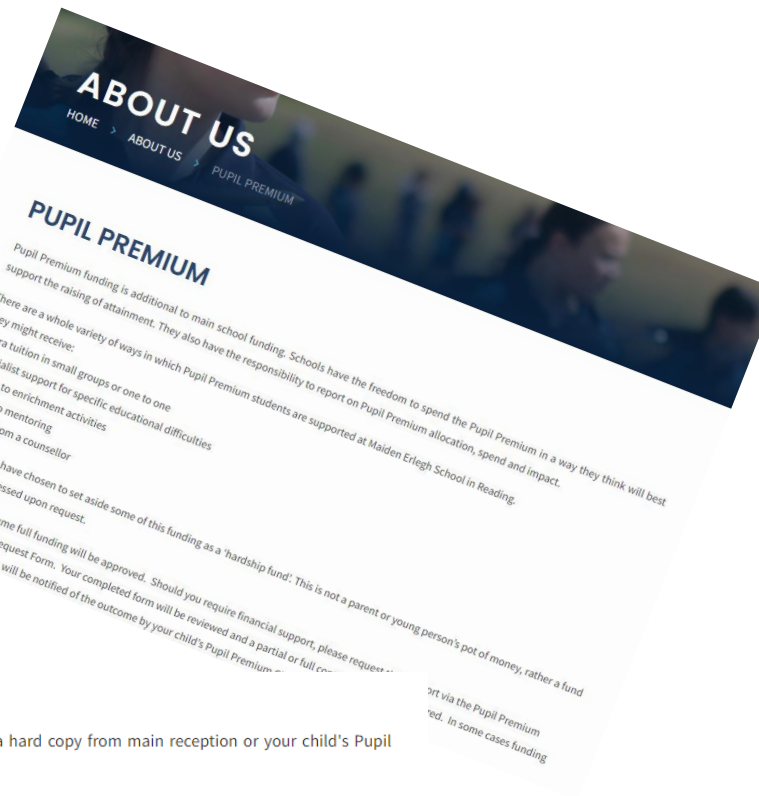 ABOUT US
HOME > ABOUT US > PUPIL PREMIUM
PUPIL PREMIUM
Pupil Premium funding is additional to main school funding. Schools have the freedom to spend the Pupil Premium in a way they think will best
support the raising of attainment. They also have the responsibility to report on Pupil Premium allocation, spend and impact.
There are a whole variety of ways in which Pupil Premium students are supported at Maiden Erlegh School in Reading.
ey might receive:
ra tuition in small groups or one to one
ialist support for specific educational difficulties
to enrichment activities
mentoring
om a counsellor
have chosen to set aside some of this funding as a 'hardship fund'. This is not a parent or young person's pot of money, rather a fund
essed upon request.
me full funding will be approved. Should you require financial support, please request ort via the Pupil Premium
equest Form. Your completed form will be reviewed and a partial or full red. In some cases funding
will be notified of the outcome by your child's Pupil Premium
a hard copy from main reception or your child's Pupil